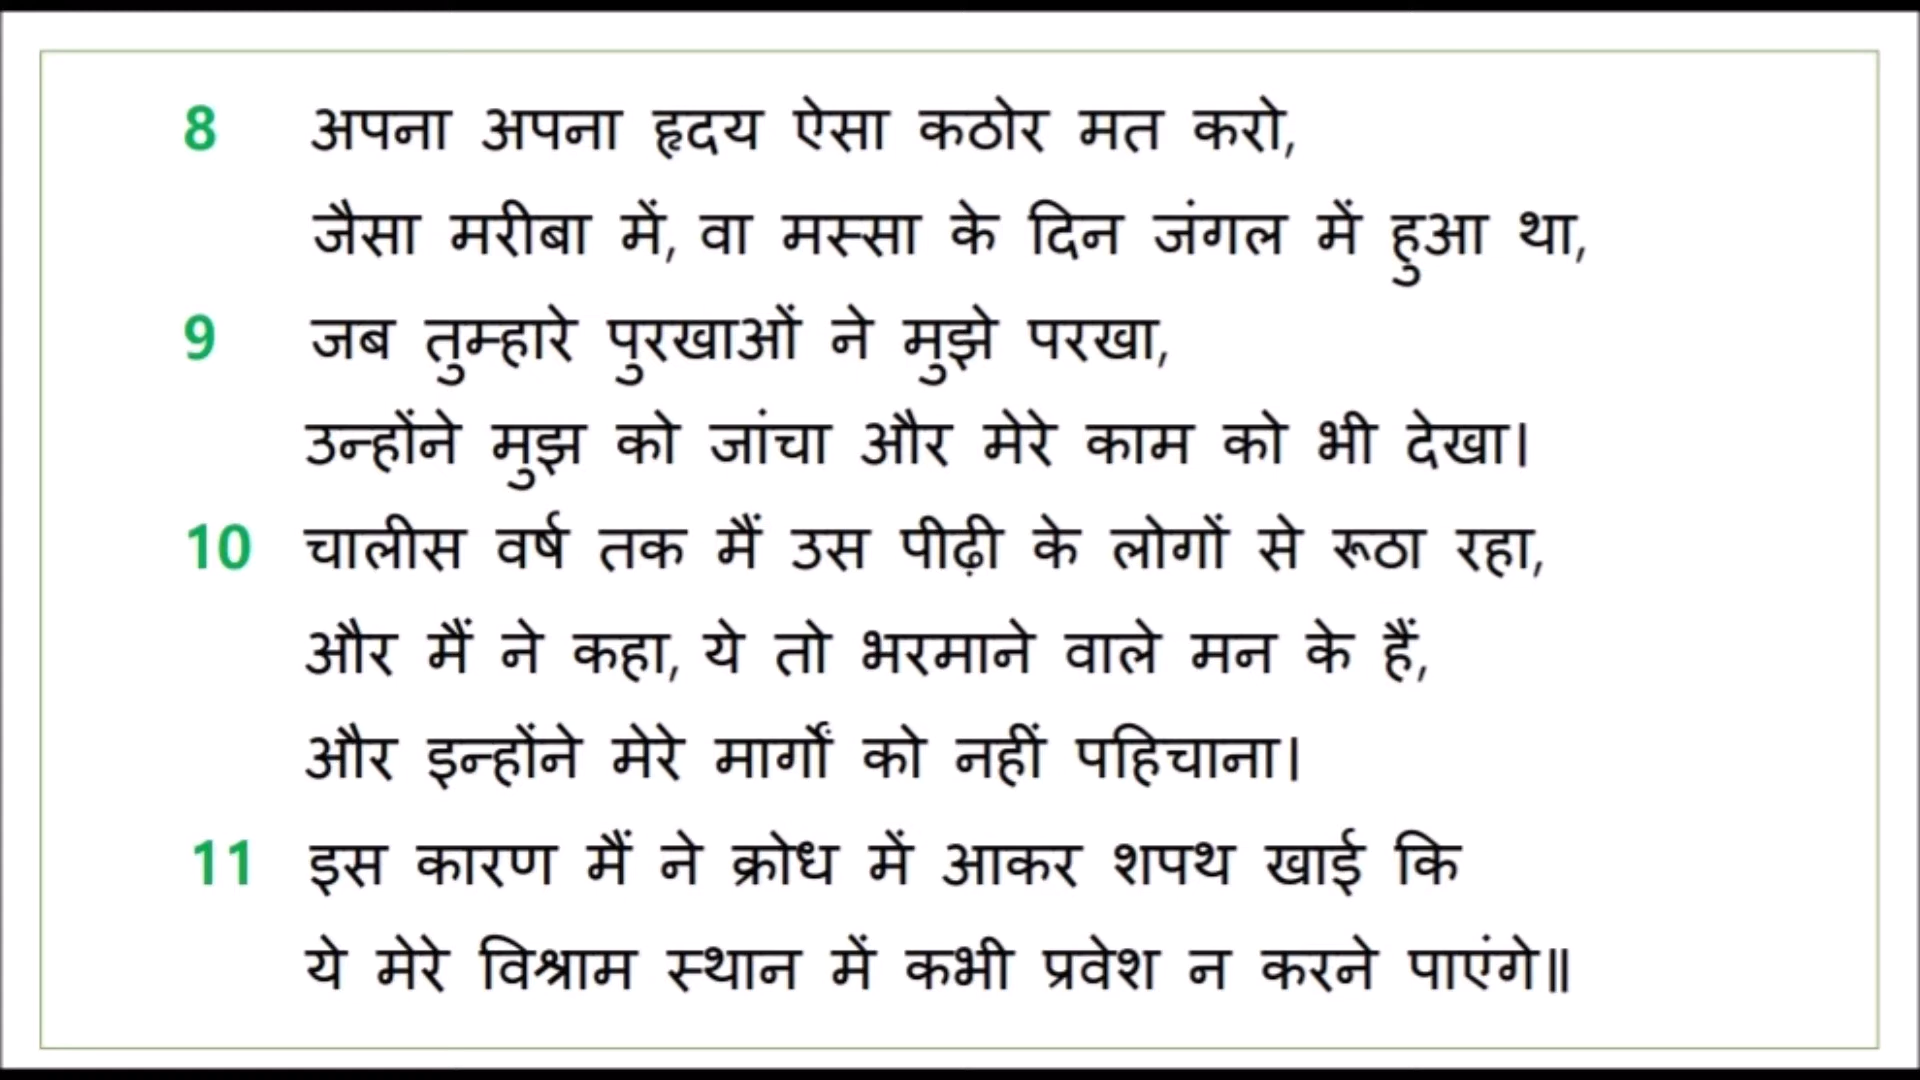 8 अपना अपना हृदय ऐसा कठोर मत करो,
जैसा मरीबा में, वा मस्सा के दिन जंगल में हुआ था,
9 जब तुम्हारे पुरखाओं ने मुझे परखा,
उन्होंने मुझ को जांचा और मेरे काम को भी देखा।
10 चालीस वर्ष तक मैं उस पीढ़ी के लोगों से रूठा रहा,
और मैं ने कहा, ये तो भरमाने वाले मन के हैं,
और इन्होंने मेरे मार्गों को नहीं पहिचाना।
11 इस कारण मैं ने क्रोध में आकर शपथ खाई कि
ये मेरे विश्राम स्थान में कभी प्रवेश न करने पाएंगे॥